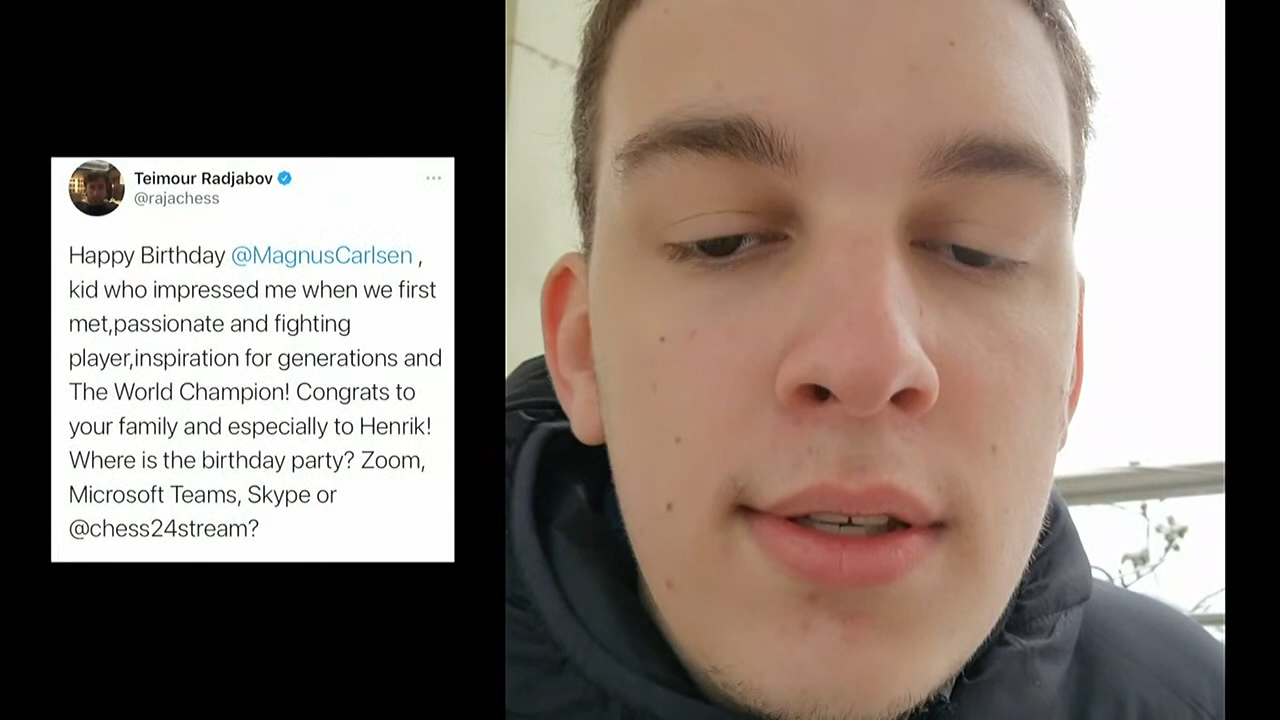 Teimour Radjabov
@rajachess
Happy Birthday @MagnusCarlsen ,
kid who impressed me when we first
met,passionate and fighting
player,inspiration for generations and
The World Champion! Congrats to
your family and especially to Henrik!
Where is the birthday party? Zoom,
Microsoft Teams, Skype or
@chess24stream?